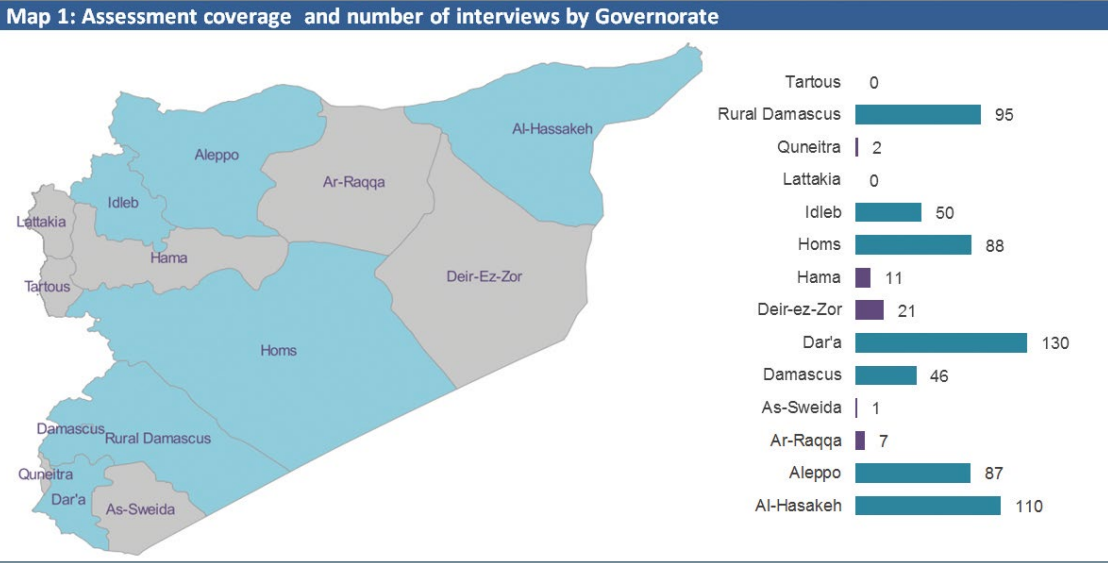 Map 1: Assessment coverage and number of interviews by Governorate
Al-Hassakeh
Aleppo
Ar-Raqqa
Idleb
Lattakia
Hama
Tartous
Deir-Ez-Zor
Homs
Damascus
Rural Damascus
Quneitra
Dar'a
As-Sweida
Tartous 0
Rural Damascus 95
Quneitra 2
Lattakia 0
Idleb 50
Homs 88
Hama 11
Deir-ez-Zor 21
Dar'a 130
Damascus 46
As-Sweida 1
Ar-Raqqa 7
Aleppo 87
Al-Hasakeh 110